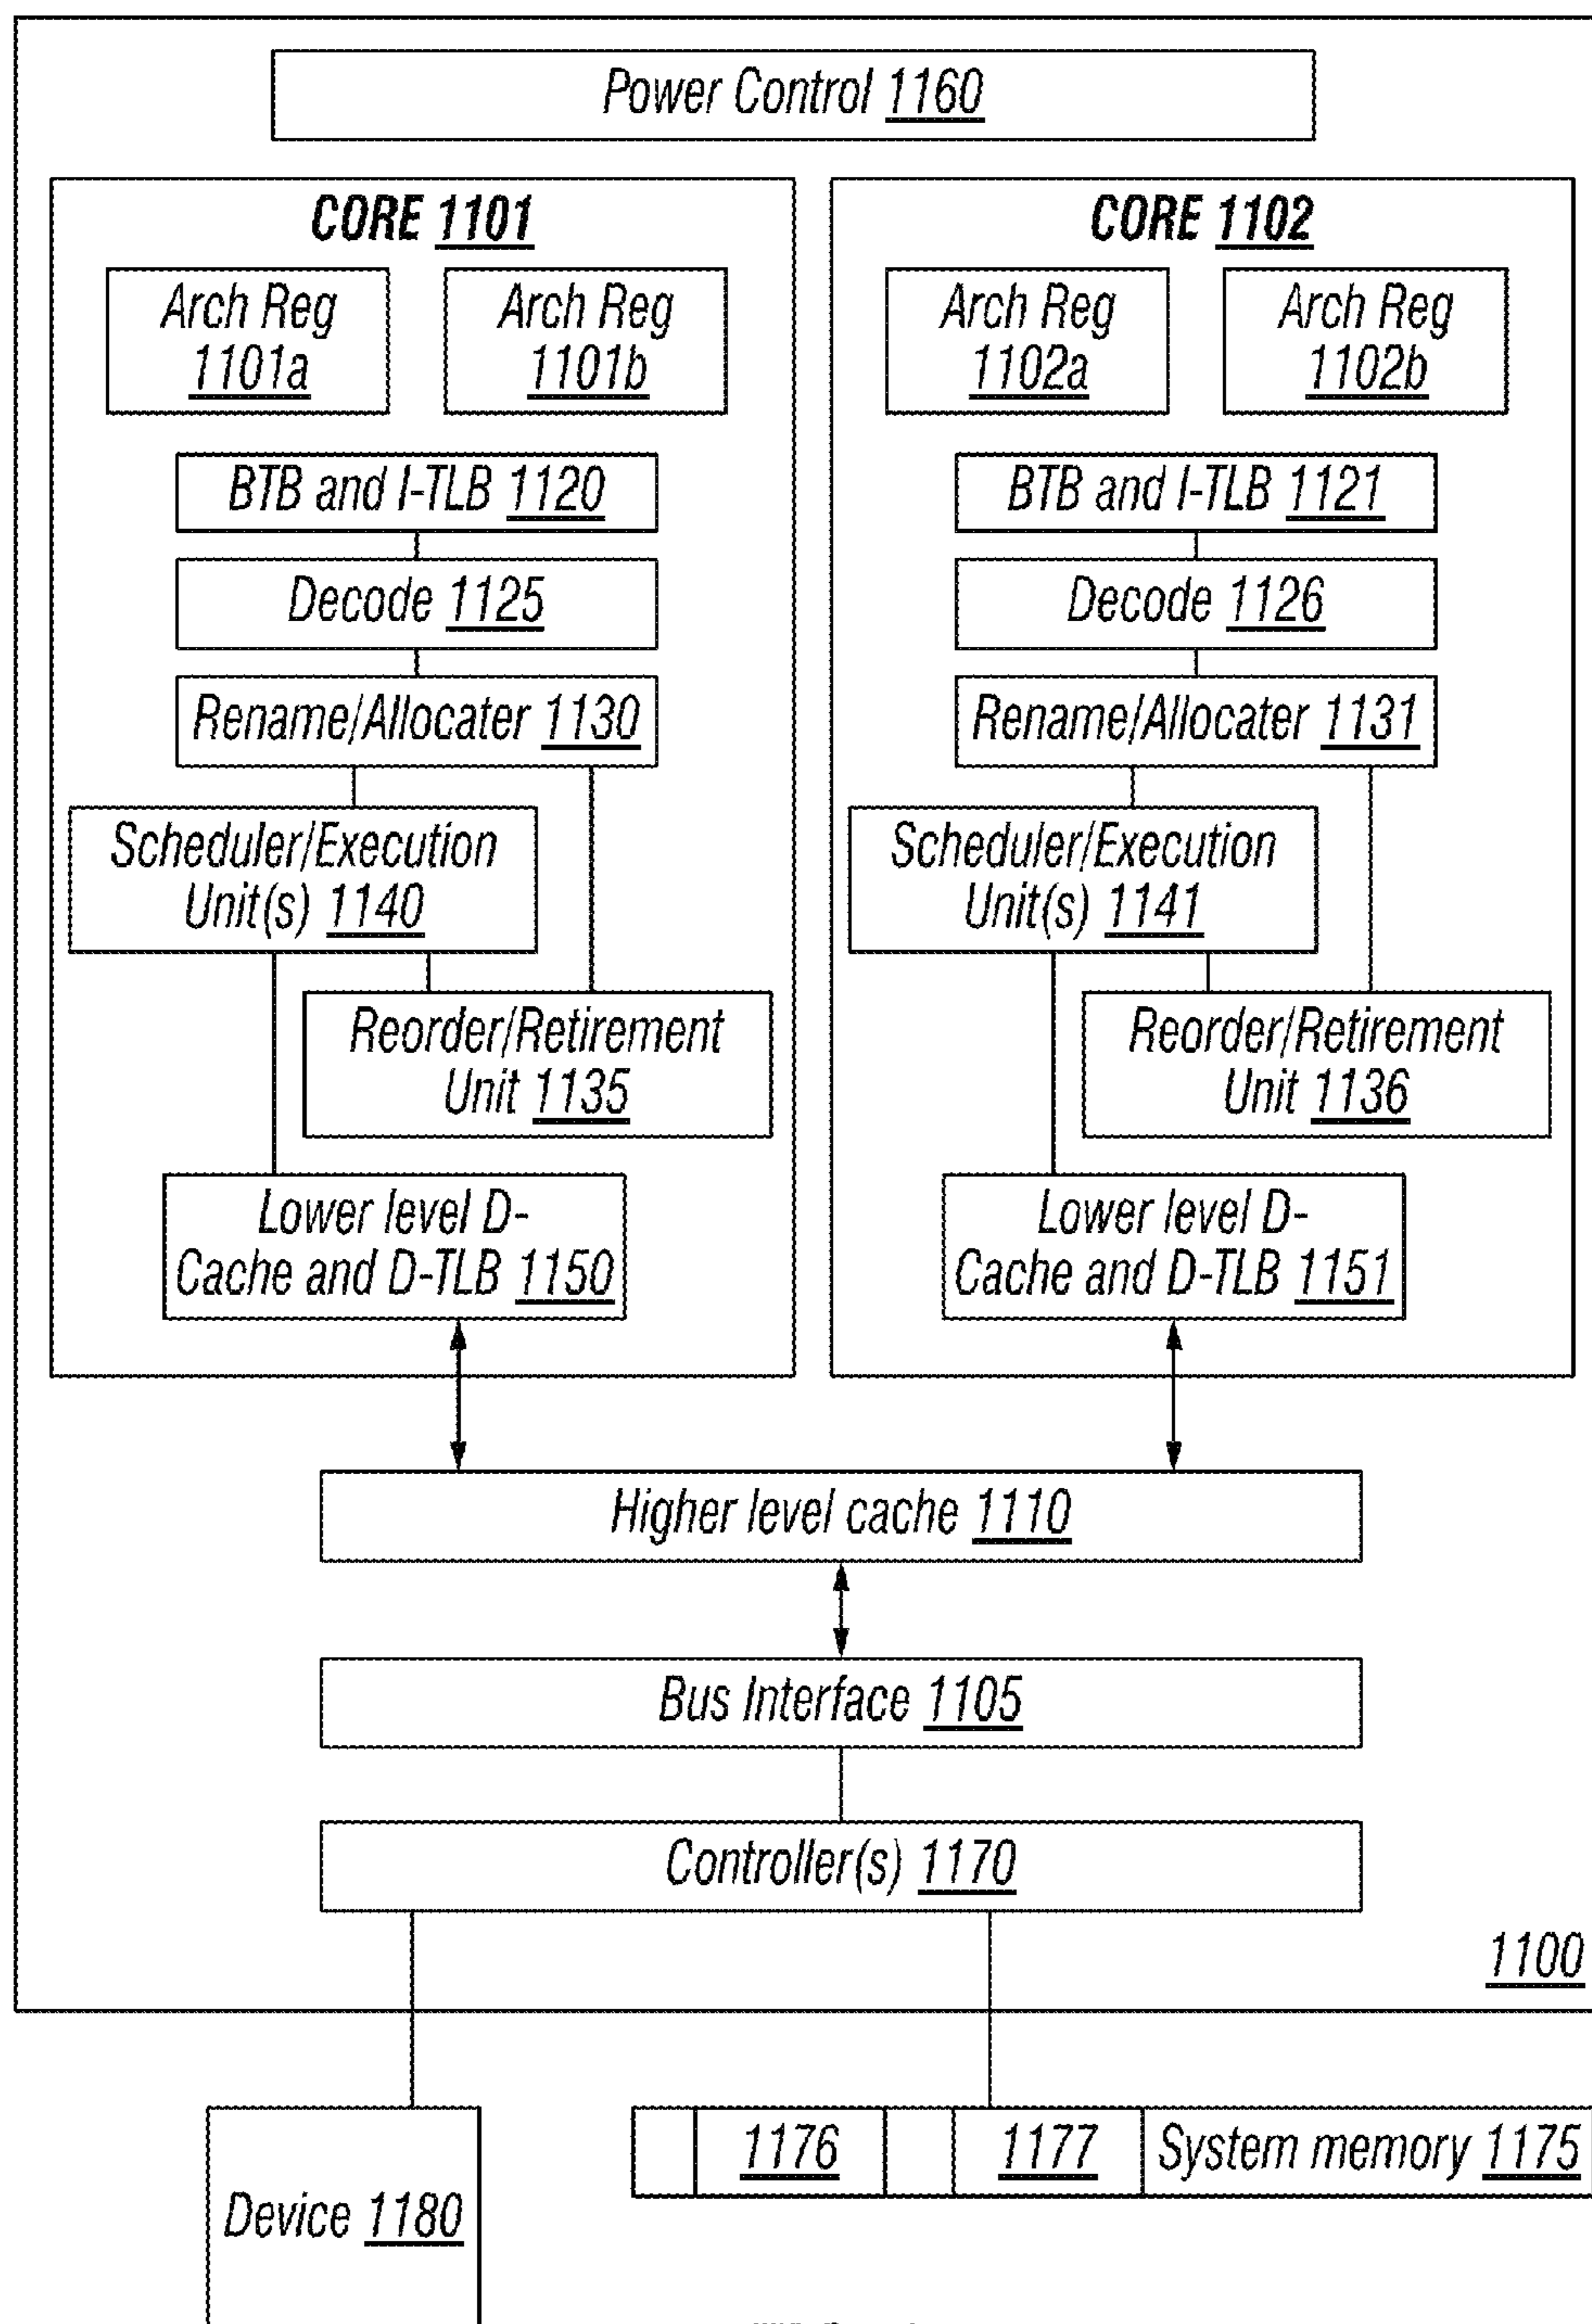 Power Control 1160
CORE 1101
Arch Reg
1101a
Arch Reg
1101b
BTB and I-TLB 1120
Decode 1125
Rename/Allocater 1130
Scheduler/Execution
Unit(s) 1140
Reorder/Retirement
Unit 1135
Lower level D-
Cache and D-TLB 1150
CORE 1102
Arch Reg
1102a
Arch Reg
1102b
BTB and I-TLB 1121
Decode 1126
Rename/Allocater 1131
Scheduler/Execution
Unit(s) 1141
Reorder/Retirement
Unit 1136
Lower level D-
Cache and D-TLB 1151
Higher level cache 1110
Bus Interface 1105
Controller(s) 1170
1100
1176
1177
System memory 1175
Device 1180